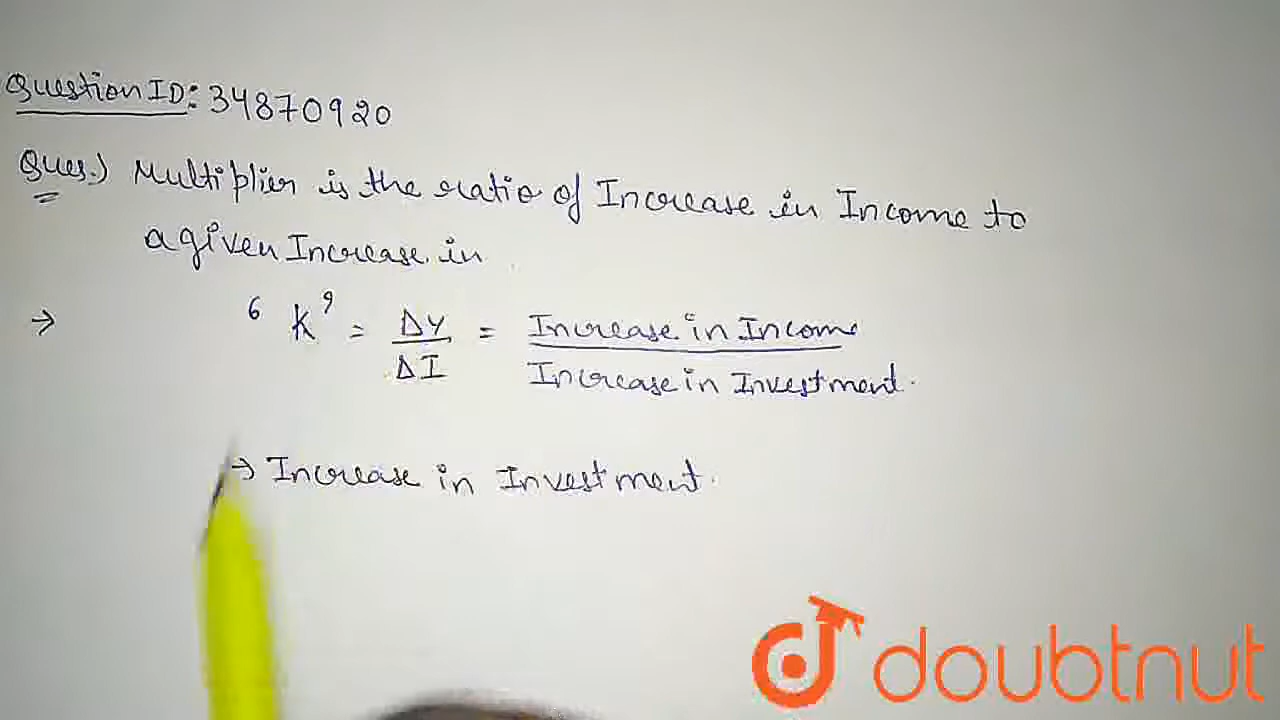 Question ID: 34870920
Ques.) Multiplier is the ratio of Increase in Income to
a given Increase in
→ ‘K’ = ΔY/ΔI = Increase in Income/Increase in Investment.
→ Increase in Investment.
doubtnut